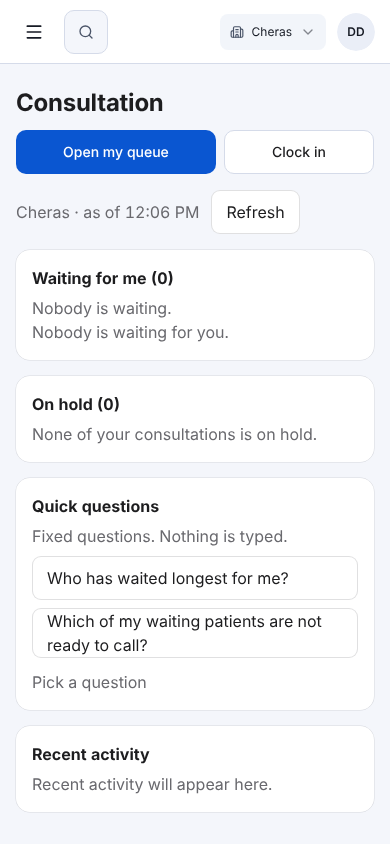 Cheras
DD
Consultation
Open my queue
Clock in
Cheras · as of 12:06 PM
Refresh
Waiting for me (0)
Nobody is waiting.
Nobody is waiting for you.
On hold (0)
None of your consultations is on hold.
Quick questions
Fixed questions. Nothing is typed.
Who has waited longest for me?
Which of my waiting patients are not
ready to call?
Pick a question
Recent activity
Recent activity will appear here.